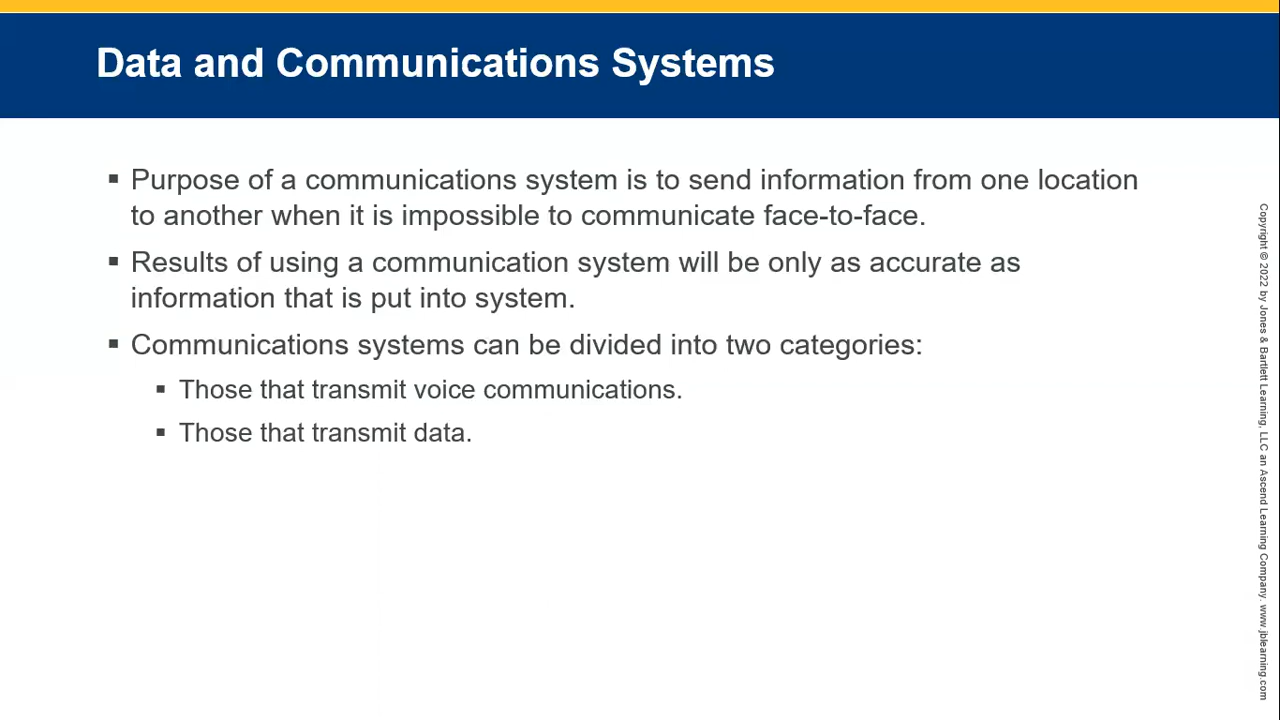 Data and Communications Systems
▪ Purpose of a communications system is to send information from one location
to another when it is impossible to communicate face-to-face.
▪ Results of using a communication system will be only as accurate as
information that is put into system.
▪ Communications systems can be divided into two categories:
▪ Those that transmit voice communications.
▪ Those that transmit data.
Copyright © 2022 by Jones & Bartlett Learning, LLC an Ascend Learning Company. www.jblearning.com